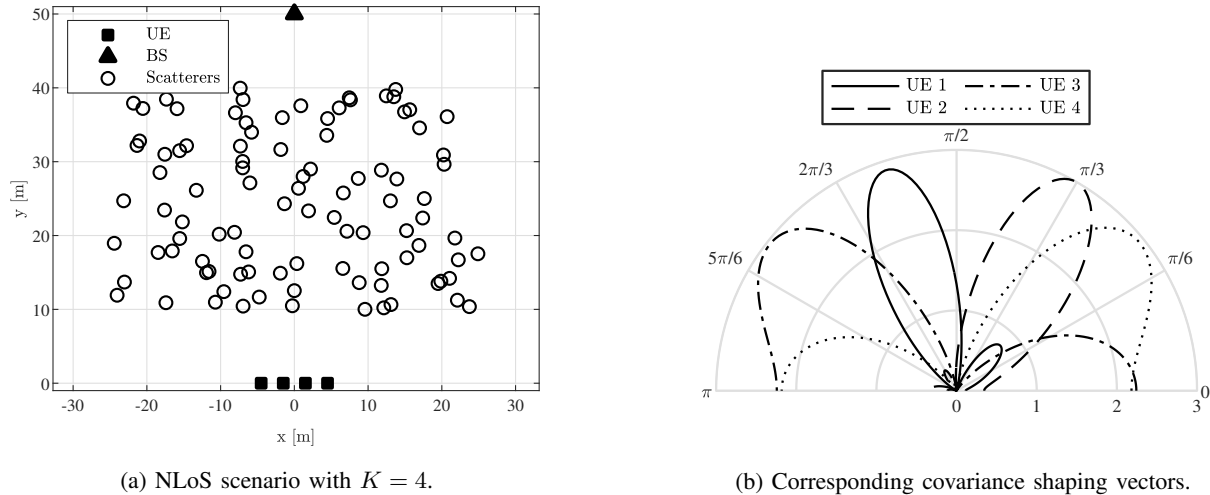 50
40
30
20
10
0
y [m]
UE
BS
Scatterers
-30 -20 -10 0 10 20 30
x [m]
(a) NLoS scenario with K = 4.
UE 1 UE 3
UE 2 UE 4
π/2
2π/3 π/3
5π/6 π/6
π 0
0 1 2 3
(b) Corresponding covariance shaping vectors.